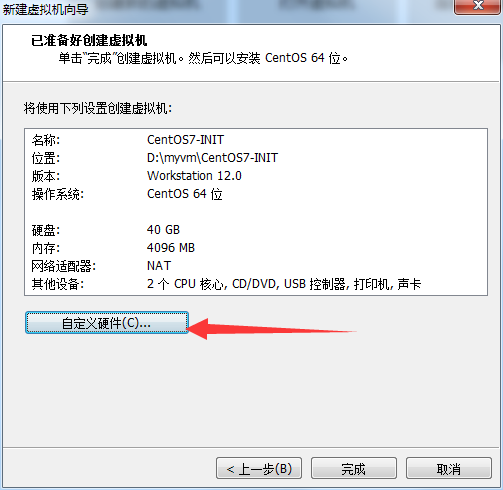 新建虚拟机向导
已准备好创建虚拟机
单击“完成”创建虚拟机。然后可以安装 CentOS 64 位。
将使用下列设置创建虚拟机:
名称: CentOS7-INIT
位置: D:\myvm\CentOS7-INIT
版本: Workstation 12.0
操作系统: CentOS 64 位
硬盘: 40 GB
内存: 4096 MB
网络适配器: NAT
其他设备: 2 个 CPU 核心, CD/DVD, USB 控制器, 打印机, 声卡
自定义硬件(C)...
< 上一步(B) 完成 取消